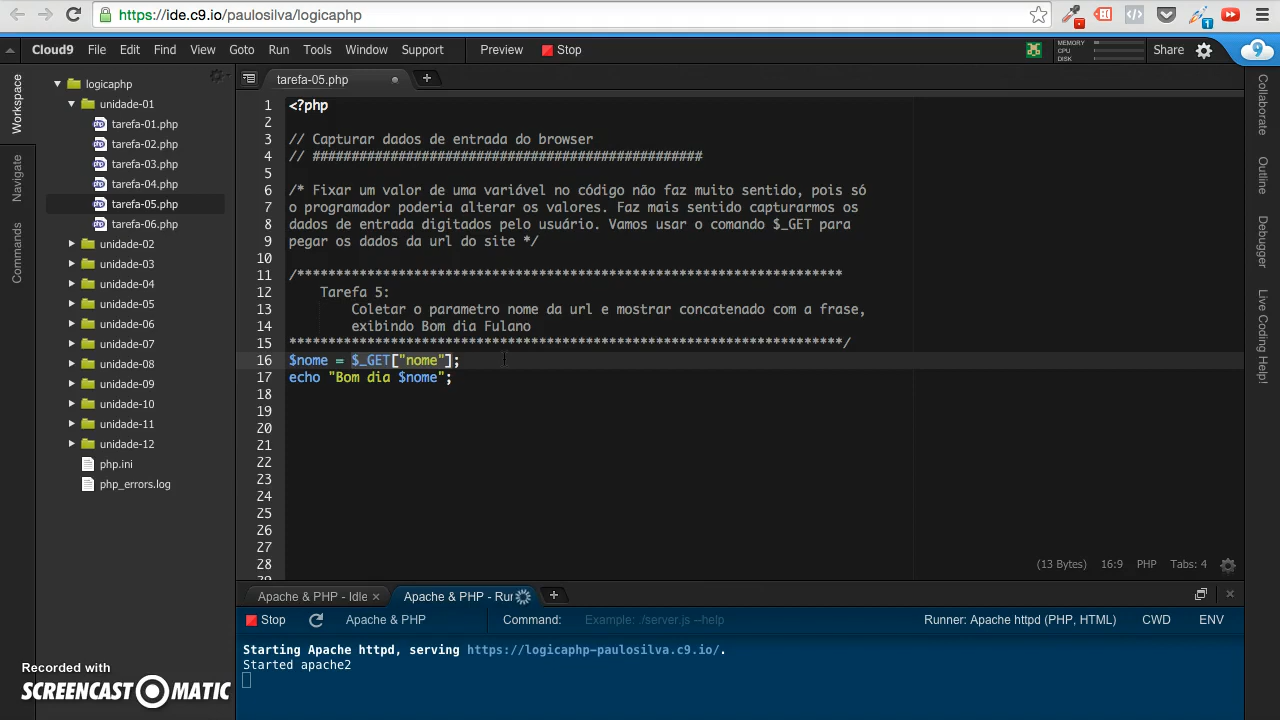 https://ide.c9.io/paulosilva/logicaphp
Cloud9 File Edit Find View Goto Run Tools Window Support Preview Stop MEMORY CPU DISK Share
Workspace
Navigate
Commands
logicaphp
unidade-01
tarefa-01.php
tarefa-02.php
tarefa-03.php
tarefa-04.php
tarefa-05.php
tarefa-06.php
unidade-02
unidade-03
unidade-04
unidade-05
unidade-06
unidade-07
unidade-08
unidade-09
unidade-10
unidade-11
unidade-12
php.ini
php_errors.log
tarefa-05.php
1 <?php
2
3 // Capturar dados de entrada do browser
4 // ##################################################
5
6 /* Fixar um valor de uma variável no código não faz muito sentido, pois só
7 o programador poderia alterar os valores. Faz mais sentido capturarmos os
8 dados de entrada digitados pelo usuário. Vamos usar o comando $_GET para
9 pegar os dados da url do site */
10
11 /**********************************************************************
12 Tarefa 5:
13 Coletar o parametro nome da url e mostrar concatenado com a frase,
14 exibindo Bom dia Fulano
15 ***********************************************************************/
16 $nome = $_GET["nome"];
17 echo "Bom dia $nome";
18
19
20
21
22
23
24
25
26
27
28
(13 Bytes) 16:9 PHP Tabs: 4
Collaborate
Outline
Debugger
Live Coding Help!
Apache & PHP - Idle Apache & PHP - Run
Stop Apache & PHP Command: Example: ./server.js --help Runner: Apache httpd (PHP, HTML) CWD ENV
Starting Apache httpd, serving https://logicaphp-paulosilva.c9.io/.
Started apache2
Recorded with
SCREENCAST-O-MATIC